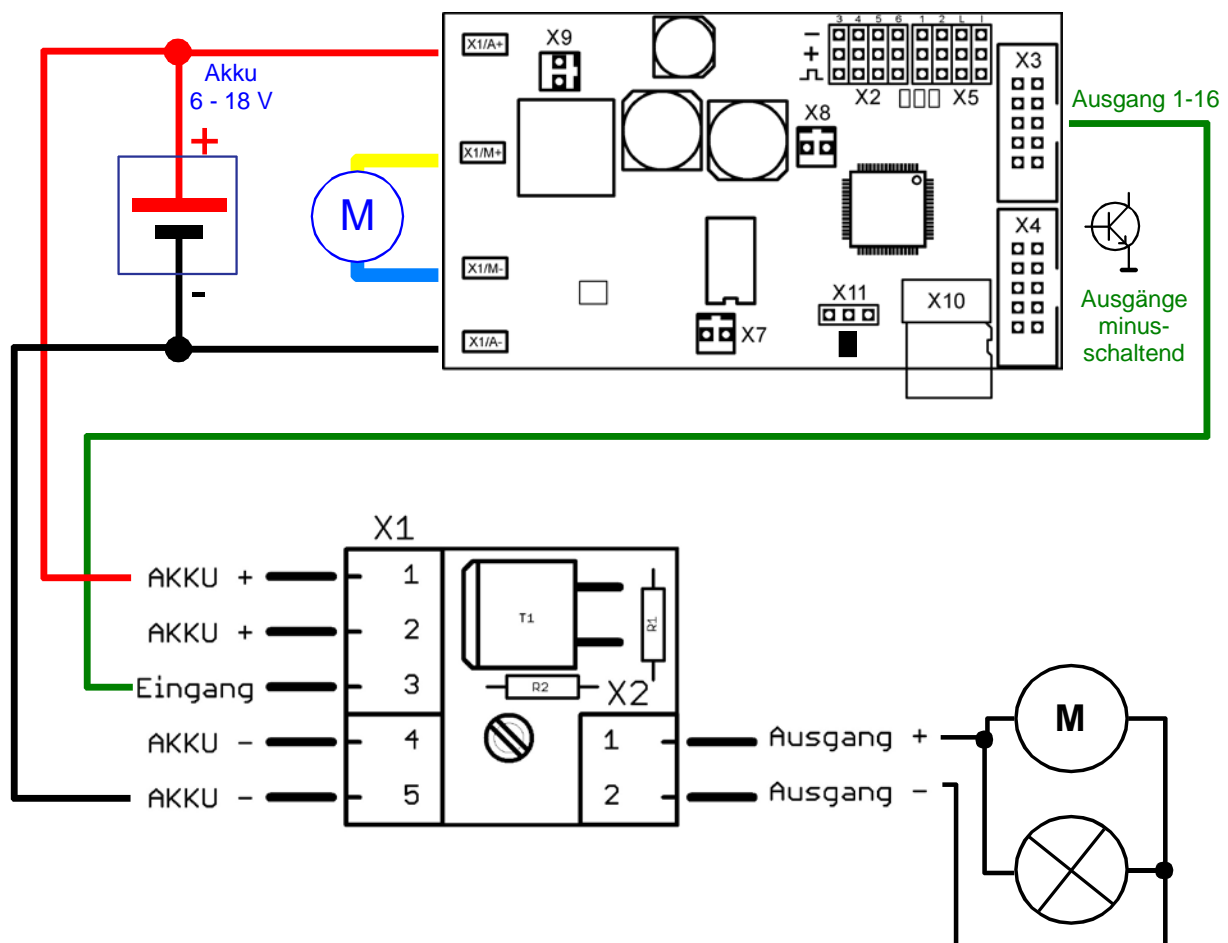 X1/A+
X9
3 4 5 6 1 2 L I
-
+
X2
X5
X3
Akku
6 - 18 V
+
-
X1/M+
X8
Ausgang 1-16
M
X4
X1/M-
X11
X10
Ausgänge
minus-
schaltend
X1/A-
X7
X1
AKKU +
1
T1
R1
AKKU +
2
Eingang
3
R2
X2
AKKU -
4
1
Ausgang +
M
AKKU -
5
2
Ausgang -